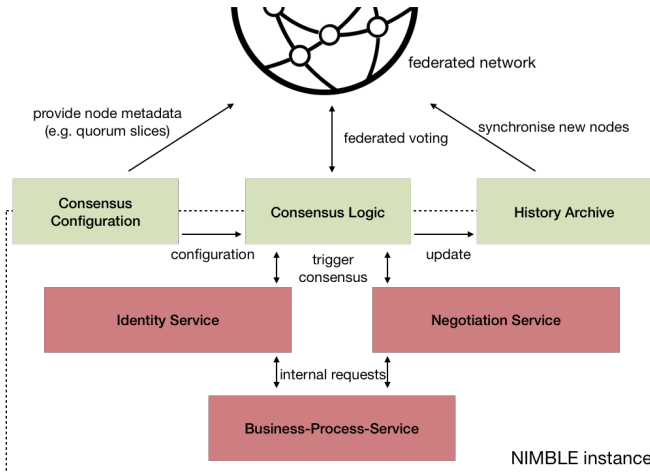 federated network
provide node metadata
(e.g. quorum slices)
federated voting
synchronise new nodes
Consensus
Configuration
Consensus Logic
History Archive
configuration
trigger
consensus
update
Identity Service
Negotiation Service
internal requests
Business-Process-Service
NIMBLE instance